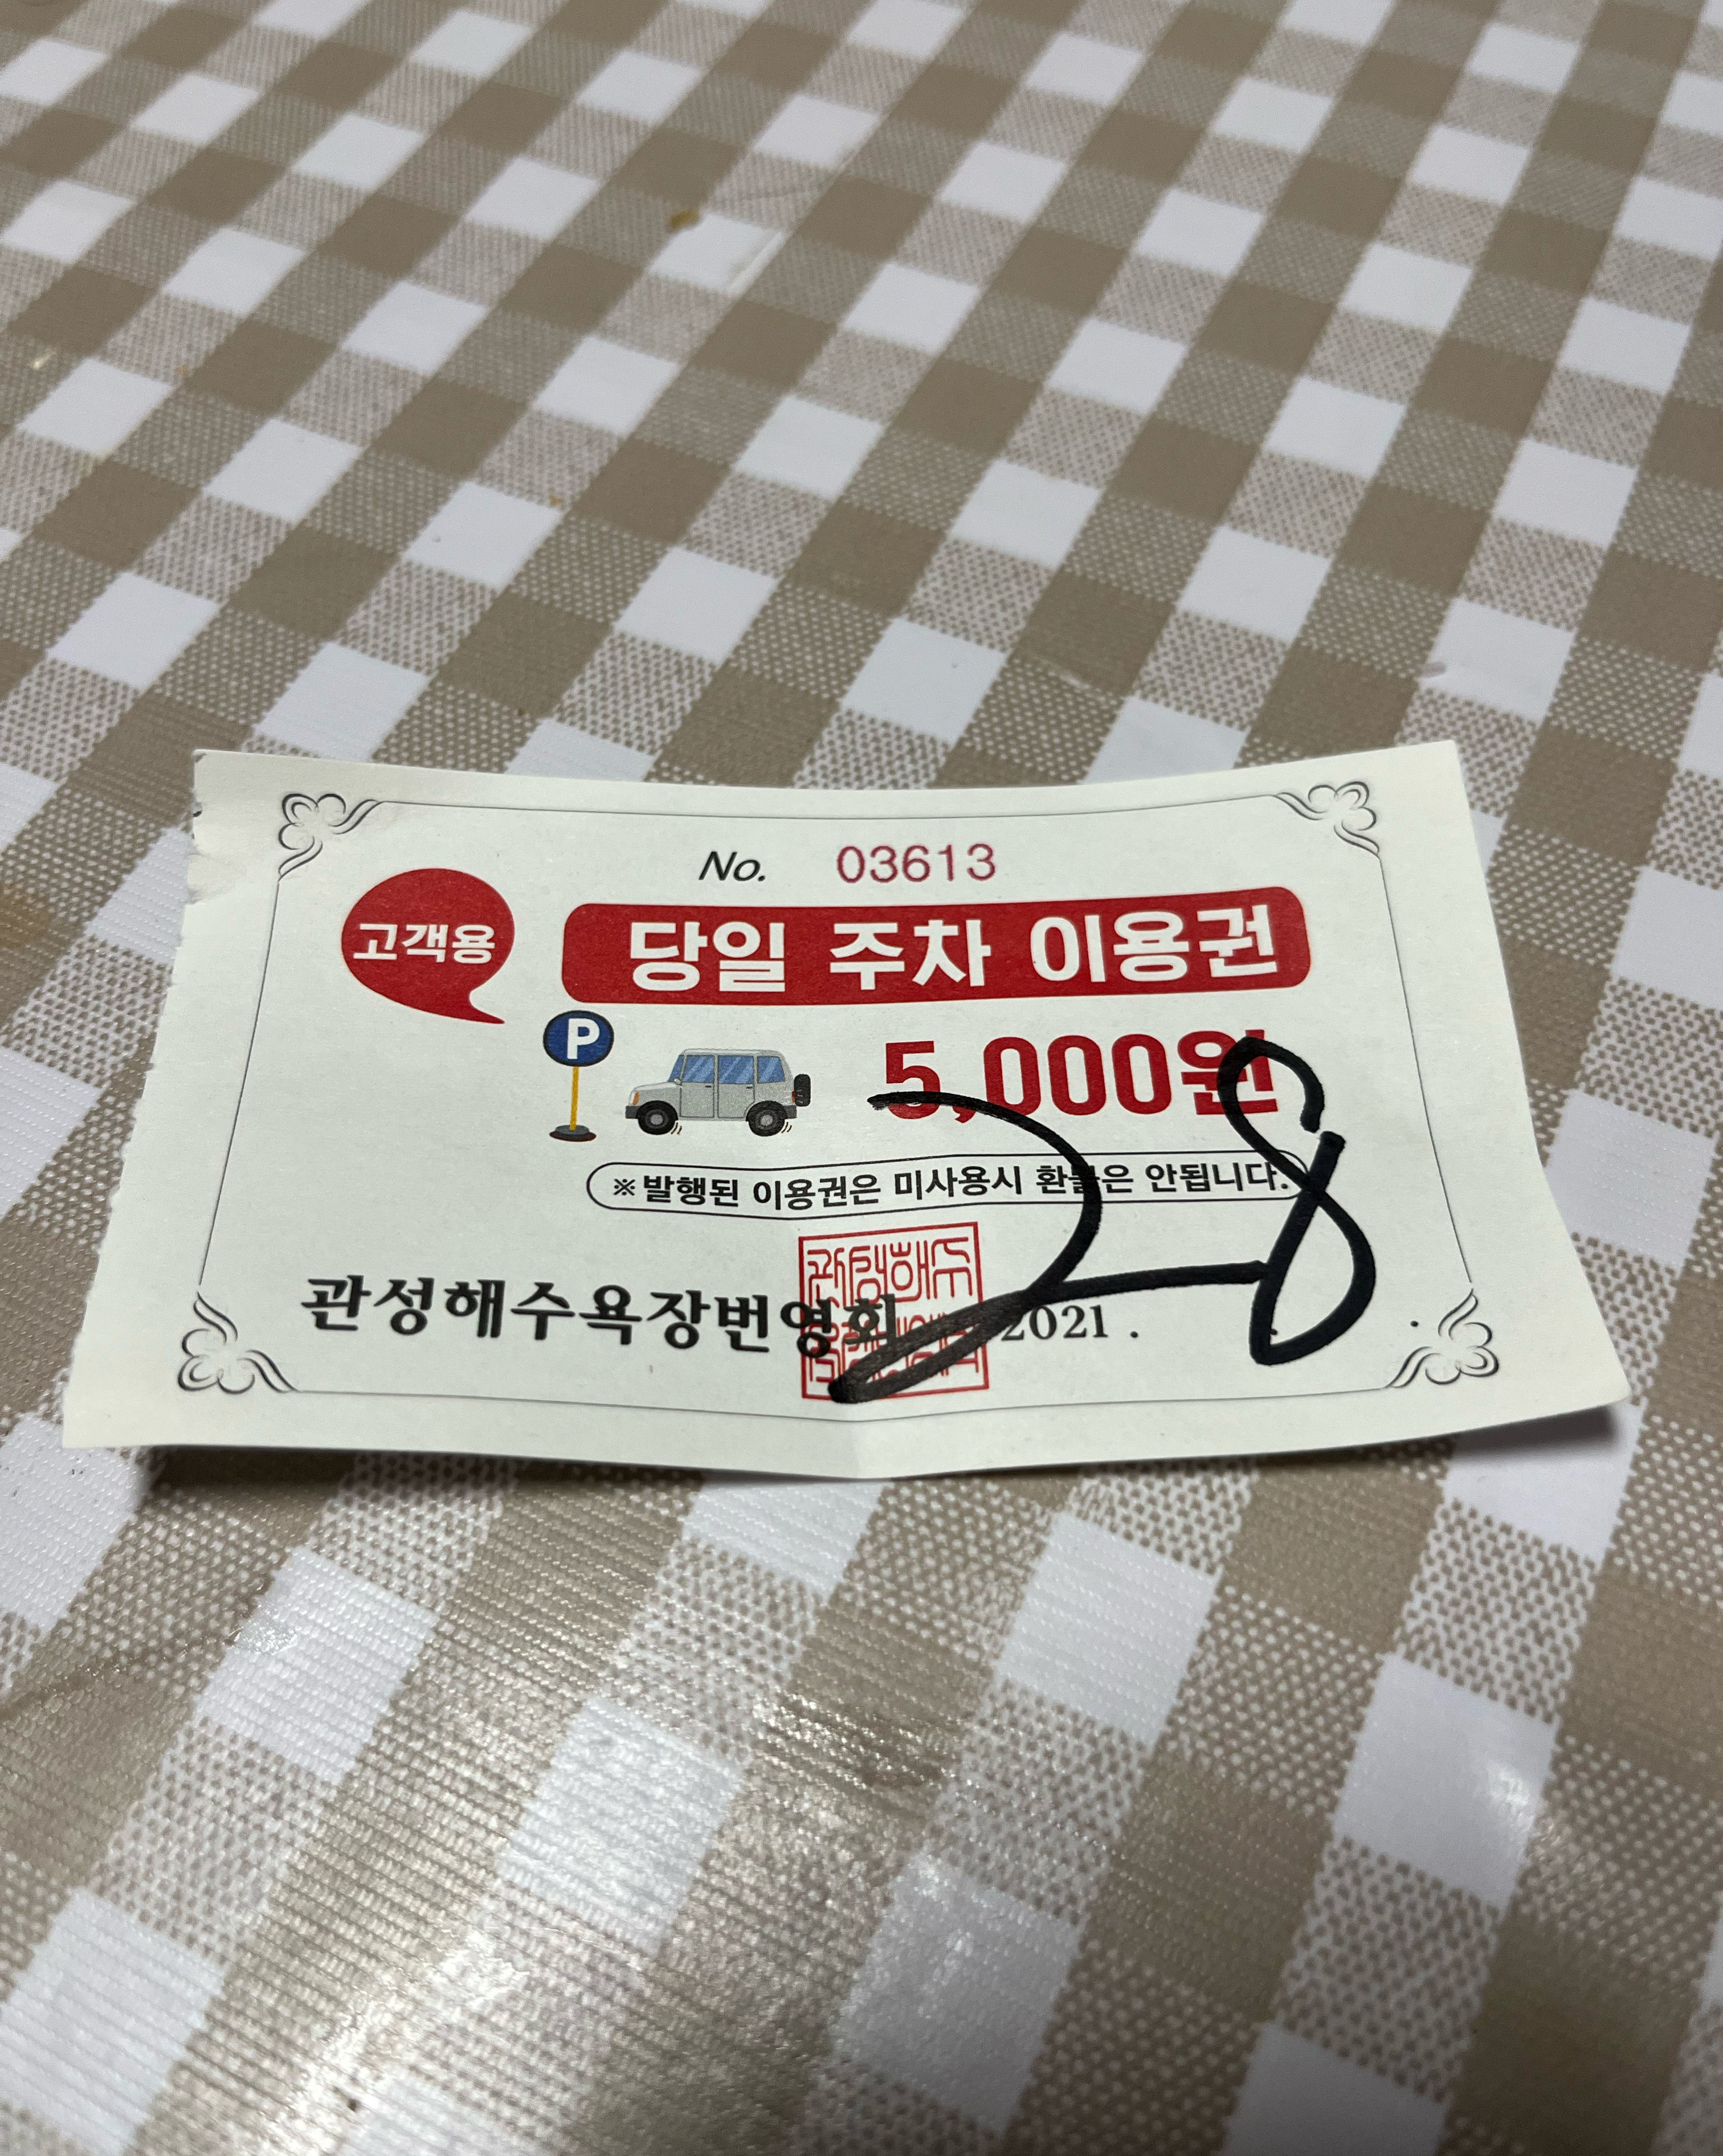 No. 03613
고객용
당일 주차 이용권
P
5,000원
※발행된 이용권은 미사용시 환불은 안됩니다.
관성해수욕장번영회 2021 . . .
28